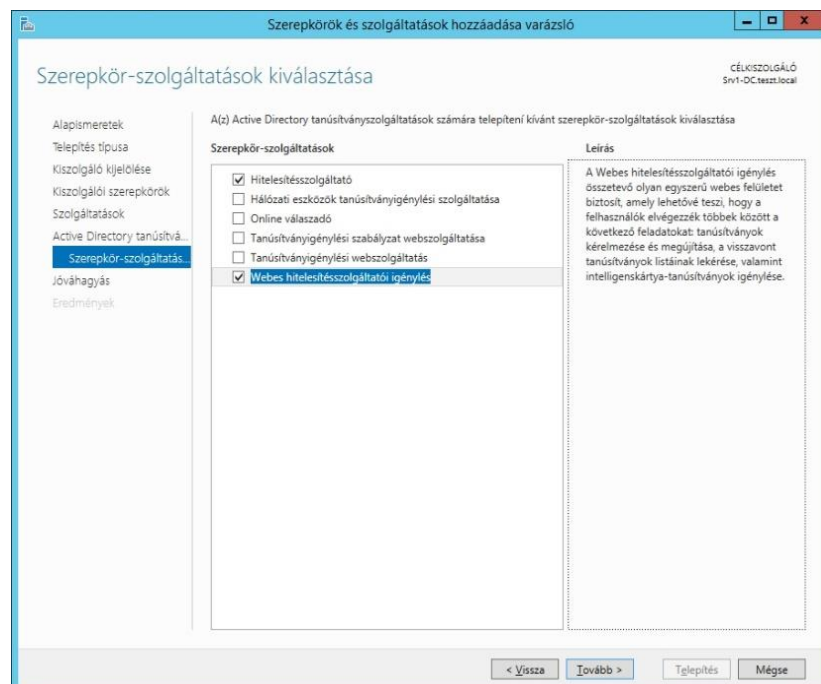 Szerepkörök és szolgáltatások hozzáadása varázsló
Szerepkör-szolgáltatások kiválasztása
CÉLKISZOLGÁLÓ
Srv1-DC.teszt.local
Alapismeretek
Telepítés típusa
Kiszolgáló kijelölése
Kiszolgálói szerepkörök
Szolgáltatások
Active Directory tanúsítvá...
Szerepkör-szolgáltatás...
Jóváhagyás
Eredmények
A(z) Active Directory tanúsítványszolgáltatások számára telepítení kívánt szerepkör-szolgáltatások kiválasztása
Szerepkör-szolgáltatások
Hitelesítésszolgáltató
Hálózati eszközök tanúsítványigénylési szolgáltatása
Online válaszadó
Tanúsítványigénylési szabályzat webszolgáltatása
Tanúsítványigénylési webszolgáltatás
Webes hitelesítésszolgáltatói igénylés
Leírás
A Webes hitelesítésszolgáltatói igénylés
összetevő olyan egyszerű webes felületet
biztosít, amely lehetővé teszi, hogy a
felhasználók elvégezzék többek között a
következő feladatokat: tanúsítványok
kérelmezése és megújítása, a visszavont
tanúsítványok listáinak lekérése, valamint
intelligenskártya-tanúsítványok igénylése.
< Vissza
Tovább >
Telepítés
Mégse